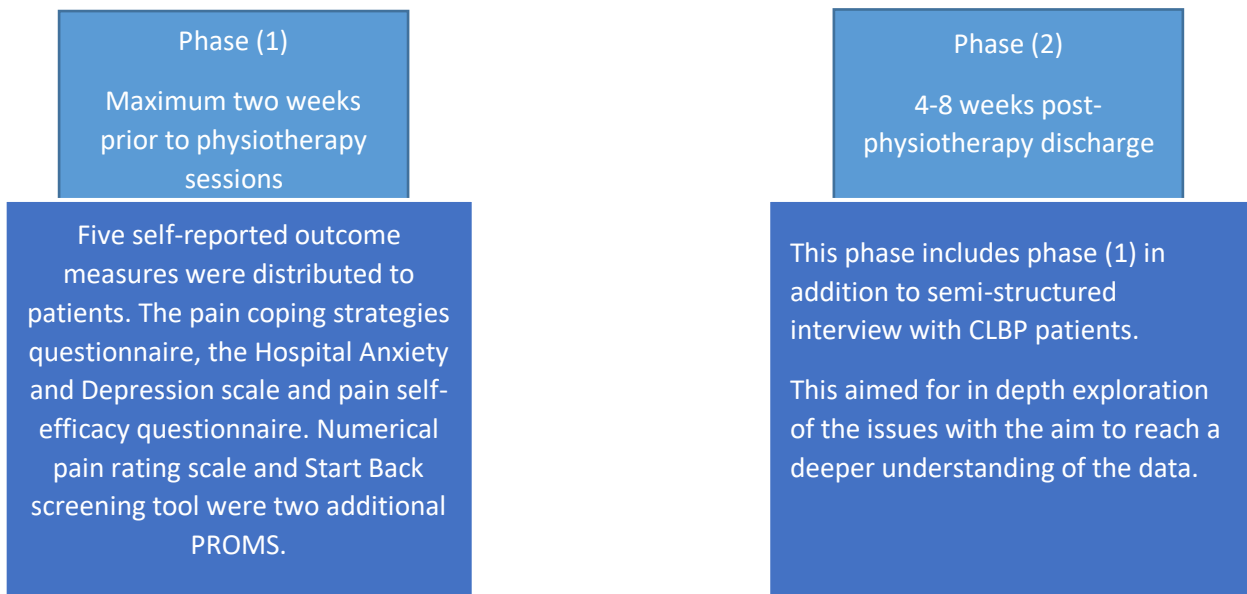 Phase (1)
Maximum two weeks
prior to physiotherapy
sessions
Five self-reported outcome
measures were distributed to
patients. The pain coping strategies
questionnaire, the Hospital Anxiety
and Depression scale and pain self-
efficacy questionnaire. Numerical
pain rating scale and Start Back
screening tool were two additional
PROMS.
Phase (2)
4-8 weeks post-
physiotherapy discharge
This phase includes phase (1) in
addition to semi-structured
interview with CLBP patients.
This aimed for in depth exploration
of the issues with the aim to reach a
deeper understanding of the data.